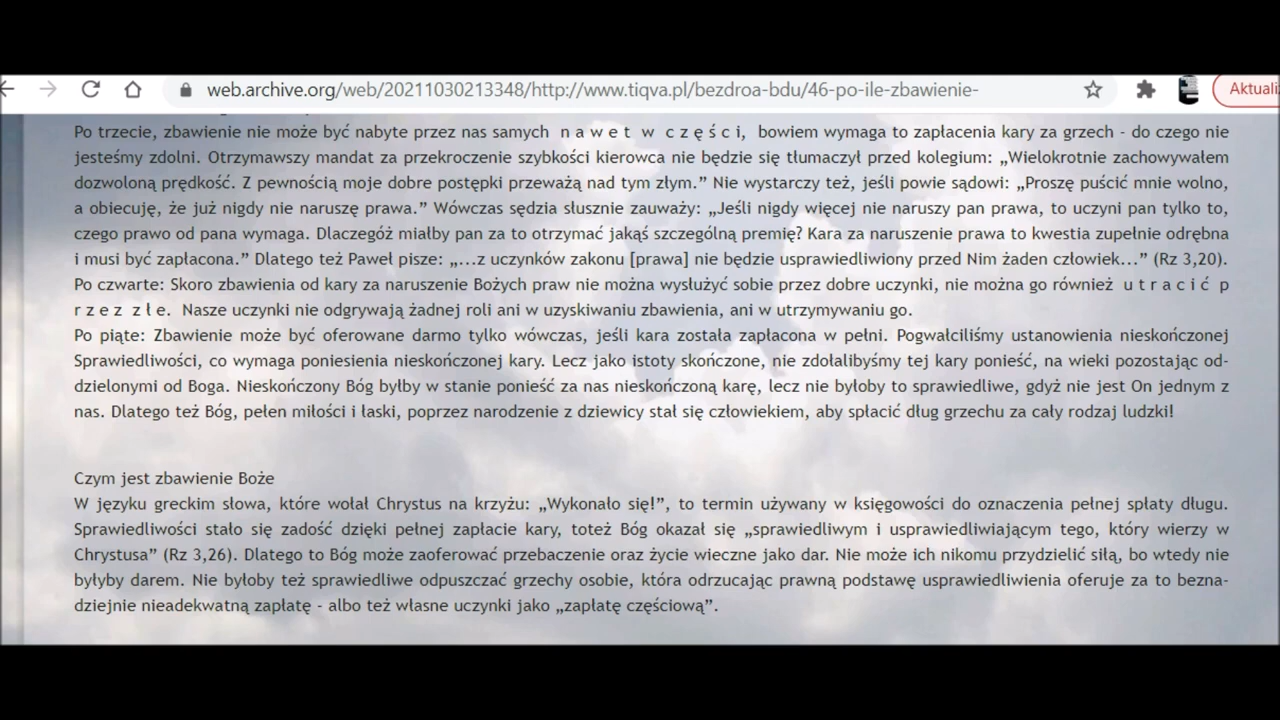 web.archive.org/web/20211030213348/http://www.tiqva.pl/bezdroa-bdu/46-po-ile-zbawienie-
Aktuali
Po trzecie, zbawienie nie może być nabyte przez nas samych n a w e t w c z ę ś c i, bowiem wymaga to zapłacenia kary za grzech - do czego nie
jesteśmy zdolni. Otrzymawszy mandat za przekroczenie szybkości kierowca nie będzie się tłumaczył przed kolegium: „Wielokrotnie zachowywałem
dozwoloną prędkość. Z pewnością moje dobre postępki przeważą nad tym złym.” Nie wystarczy też, jeśli powie sądowi: „Proszę puścić mnie wolno,
a obiecuję, że już nigdy nie naruszę prawa.” Wówczas sędzia słusznie zauważy: „Jeśli nigdy więcej nie naruszy pan prawa, to uczyni pan tylko to,
czego prawo od pana wymaga. Dlaczegóż miałby pan za to otrzymać jakąś szczególną premię? Kara za naruszenie prawa to kwestia zupełnie odrębna
i musi być zapłacona.” Dlatego też Paweł pisze: „...z uczynków zakonu [prawa] nie będzie usprawiedliwiony przed Nim żaden człowiek...” (Rz 3,20).
Po czwarte: Skoro zbawienia od kary za naruszenie Bożych praw nie można wysłużyć sobie przez dobre uczynki, nie można go również u t r a c i ć p
r z e z z ł e. Nasze uczynki nie odgrywają żadnej roli ani w uzyskiwaniu zbawienia, ani w utrzymywaniu go.
Po piąte: Zbawienie może być oferowane darmo tylko wówczas, jeśli kara została zapłacona w pełni. Pogwałciliśmy ustanowienia nieskończonej
Sprawiedliwości, co wymaga poniesienia nieskończonej kary. Lecz jako istoty skończone, nie zdołalibyśmy tej kary ponieść, na wieki pozostając od-
dzielonymi od Boga. Nieskończony Bóg byłby w stanie ponieść za nas nieskończoną karę, lecz nie byłoby to sprawiedliwe, gdyż nie jest On jednym z
nas. Dlatego też Bóg, pełen miłości i łaski, poprzez narodzenie z dziewicy stał się człowiekiem, aby spłacić dług grzechu za cały rodzaj ludzki!
Czym jest zbawienie Boże
W języku greckim słowa, które wołał Chrystus na krzyżu: „Wykonało się!”, to termin używany w księgowości do oznaczenia pełnej spłaty długu.
Sprawiedliwości stało się zadość dzięki pełnej zapłacie kary, toteż Bóg okazał się „sprawiedliwym i usprawiedliwiającym tego, który wierzy w
Chrystusa” (Rz 3,26). Dlatego to Bóg może zaoferować przebaczenie oraz życie wieczne jako dar. Nie może ich nikomu przydzielić siłą, bo wtedy nie
byłyby darem. Nie byłoby też sprawiedliwe odpuszczać grzechy osobie, która odrzucając prawną podstawę usprawiedliwienia oferuje za to bezna-
dziejnie nieadekwatną zapłatę - albo też własne uczynki jako „zapłatę częściową”.